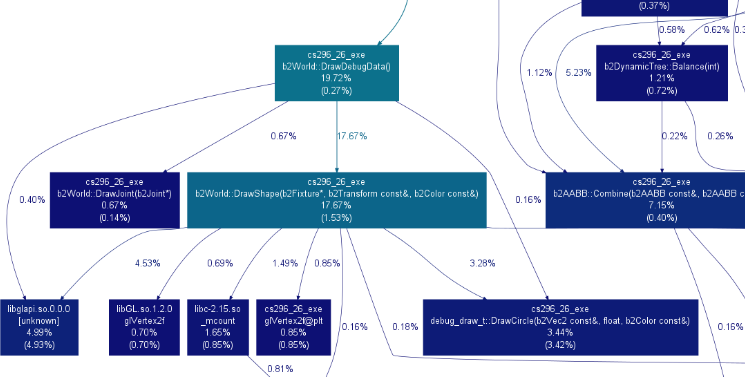 (0.37%)
0.58%
0.62%
cs296_26_exe
b2World::DrawDebugData()
19.72%
(0.27%)
cs296_26_exe
b2DynamicTree::Balance(int)
1.21%
(0.72%)
1.12%
5.23%
0.67%
17.67%
0.22%
0.26%
0.40%
cs296_26_exe
b2World::DrawJoint(b2Joint*)
0.67%
(0.14%)
cs296_26_exe
b2World::DrawShape(b2Fixture*, b2Transform const&, b2Color const&)
17.67%
(1.53%)
0.16%
cs296_26_exe
b2AABB::Combine(b2AABB const&, b2AABB c
7.15%
(0.40%)
4.53%
0.69%
1.49%
0.85%
3.28%
libglapi.so.0.0.0
[unknown]
4.99%
(4.93%)
libGL.so.1.2.0
glVertex2f
0.70%
(0.70%)
libc-2.15.so
_mcount
1.65%
(0.85%)
cs296_26_exe
glVertex2f@plt
0.85%
(0.85%)
0.16%
0.18%
cs296_26_exe
debug_draw_t::DrawCircle(b2Vec2 const&, float, b2Color const&)
3.44%
(3.42%)
0.16%
0.81%